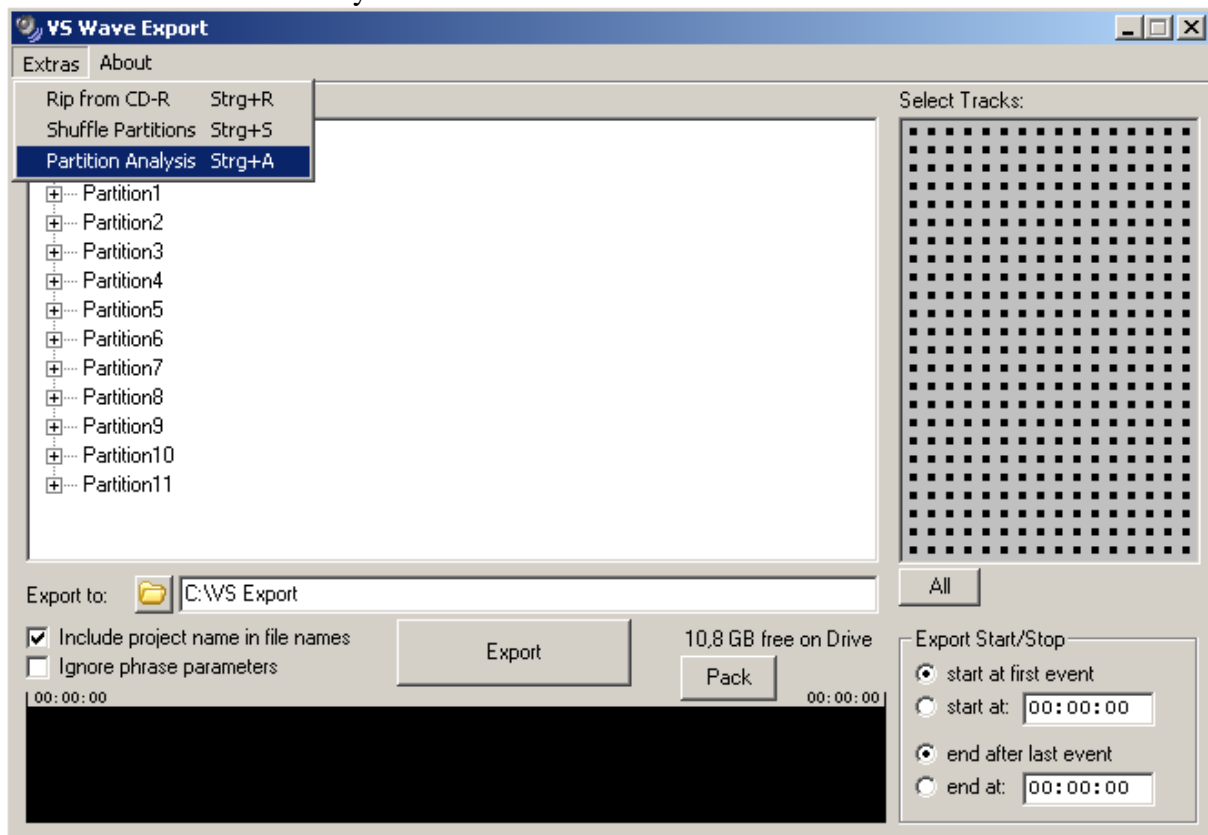 VS Wave Export
Extras About
Rip from CD-R Strg+R
Shuffle Partitions Strg+S
Partition Analysis Strg+A
Select Tracks:
Partition1
Partition2
Partition3
Partition4
Partition5
Partition6
Partition7
Partition8
Partition9
Partition10
Partition11
All
Export to: C:\VS Export
Include project name in file names
Ignore phrase parameters
Export
10,8 GB free on Drive
Pack
00:00:00 00:00:00
Export Start/Stop
start at first event
start at: 00:00:00
end after last event
end at: 00:00:00